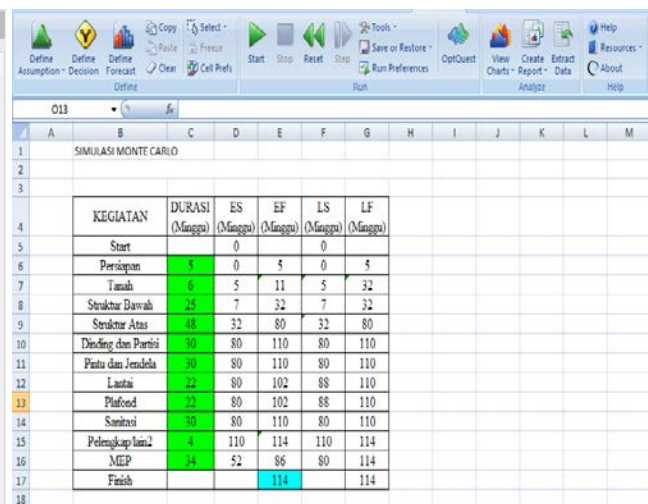 Define Assumption
Define Decision
Define Forecast
Copy
Paste
Clear
Select
Freeze
Cell Prefs
Define
Start
Stop
Reset
Step
Tools
Save or Restore
Run Preferences
Run
OptQuest
View Charts
Create Report
Extract Data
Analyze
Help
Resources
About
Help
O13
fx
A B C D E F G H I J K L M
1 SIMULASI MONTE CARLO
2
3
4 KEGIATAN DURASI (Minggu) ES (Minggu) EF (Minggu) LS (Minggu) LF (Minggu)
5 Start 0 0
6 Persiapan 5 0 5 0 5
7 Tanah 6 5 11 5 32
8 Struktur Bawah 25 7 32 7 32
9 Struktur Atas 48 32 80 32 80
10 Dinding dan Partisi 30 80 110 80 110
11 Pintu dan Jendela 30 80 110 80 110
12 Lantai 22 80 102 88 110
13 Plafond 22 80 102 88 110
14 Sanitasi 30 80 110 80 110
15 Pelengkap/lain2 4 110 114 110 114
16 MEP 34 52 86 80 114
17 Finish 114 114
18